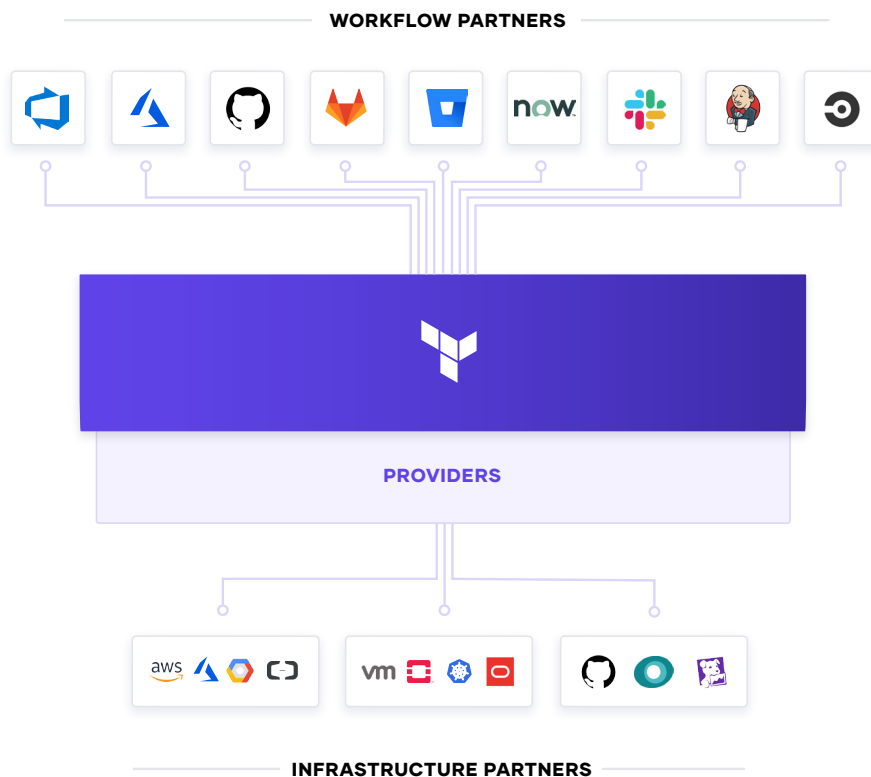 WORKFLOW PARTNERS
now
PROVIDERS
aws
vm
INFRASTRUCTURE PARTNERS